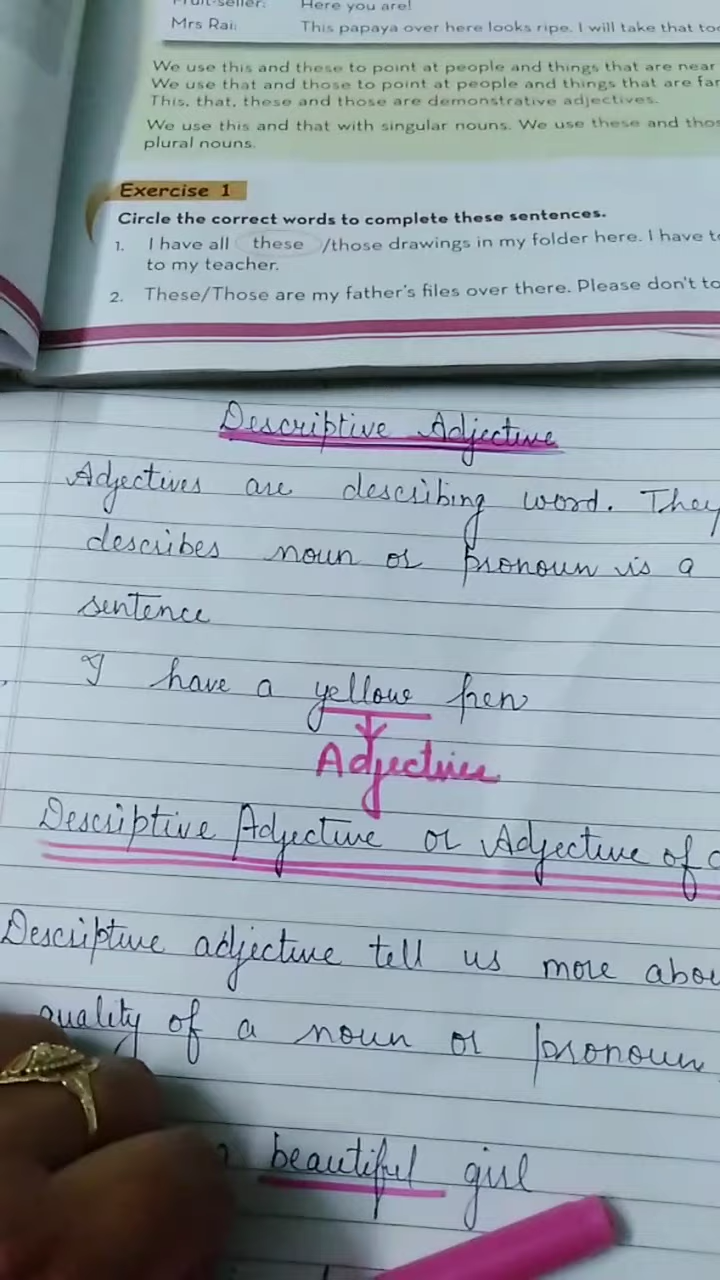 Fruit-seller: Here you are!
Mrs Rai: This papaya over here looks ripe. I will take that too
We use this and these to point at people and things that are near
We use that and those to point at people and things that are far
This, that, these and those are demonstrative adjectives.
We use this and that with singular nouns. We use these and thos
plural nouns.
Exercise 1
Circle the correct words to complete these sentences.
1. I have all these /those drawings in my folder here. I have t
to my teacher.
2. These/Those are my father's files over there. Please don't to
Descriptive Adjective
Adjectives are describing word. They
describes noun or pronoun is a
sentence
I have a yellow pen
Adjective
Descriptive Adjective or Adjective of
Descriptive adjective tell us more abou
quality of a noun or pronoun
beautiful girl